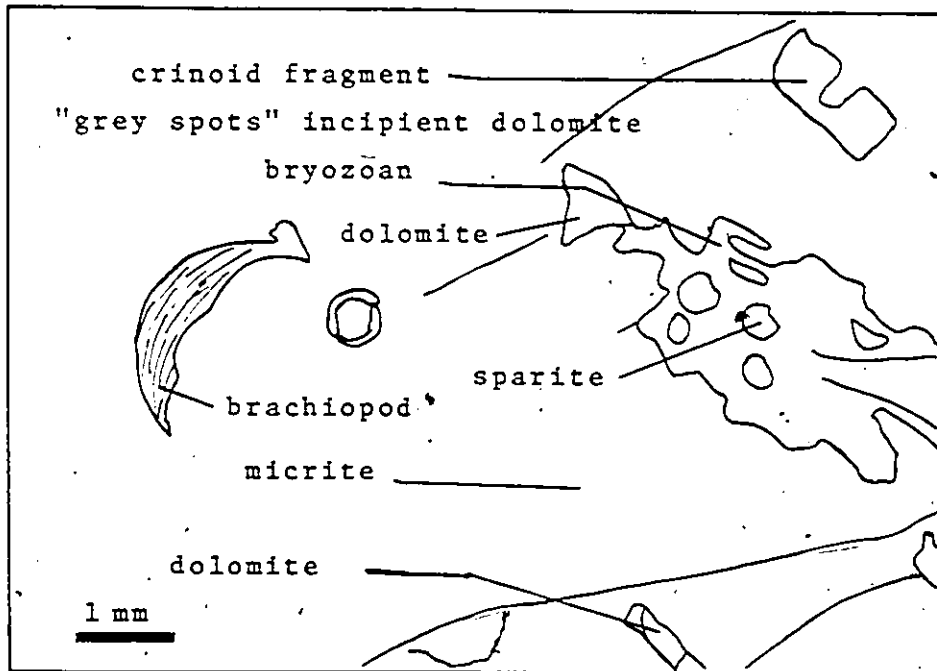 crinoid fragment
"grey spots" incipient dolomite
bryozoan
dolomite
sparite
brachiopod
micrite
dolomite
1 mm